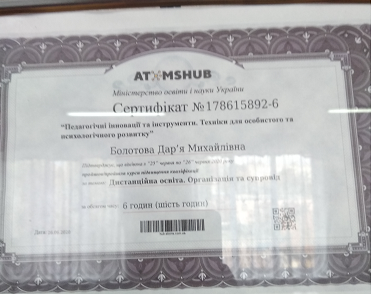 ATOMSHUB
Міністерство освіти і науки України
Сертифікат №178615892-6
"Педагогічні інновації та інструменти. Техніки для особистого та
психологічного розвитку"
Болотова Дар'я Михайлівна
Дистанційна освіта. Організація та супровід
6 годин (шість годин)